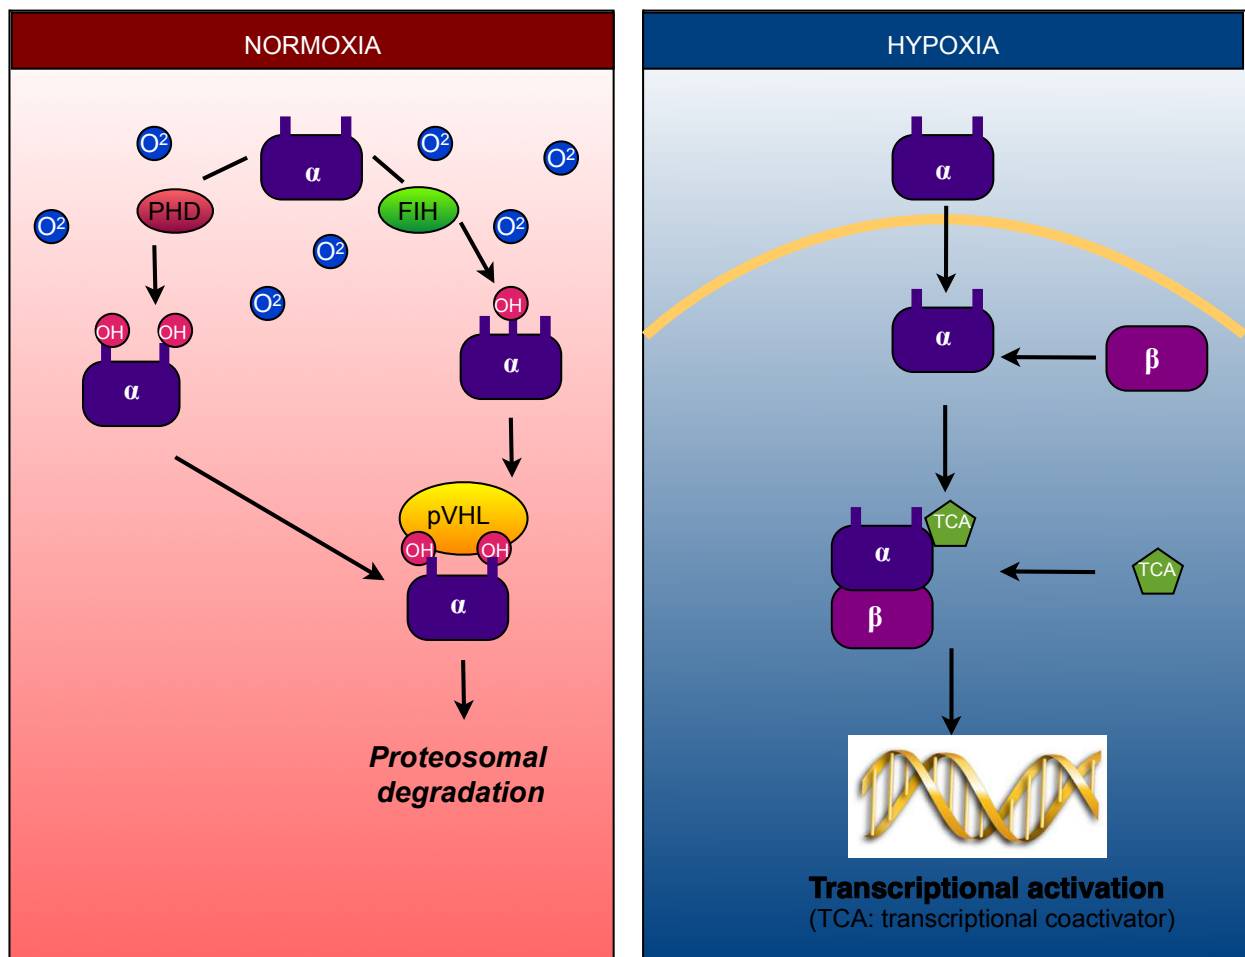 NORMOXIA
O²
α
O²
O²
PHD
FIH
O²
O²
O²
O²
OH
OH
OH
α
α
pVHL
OH
OH
α
Proteosomal
degradation
HYPOXIA
α
α
β
TCA
α
TCA
β
Transcriptional activation
(TCA: transcriptional coactivator)